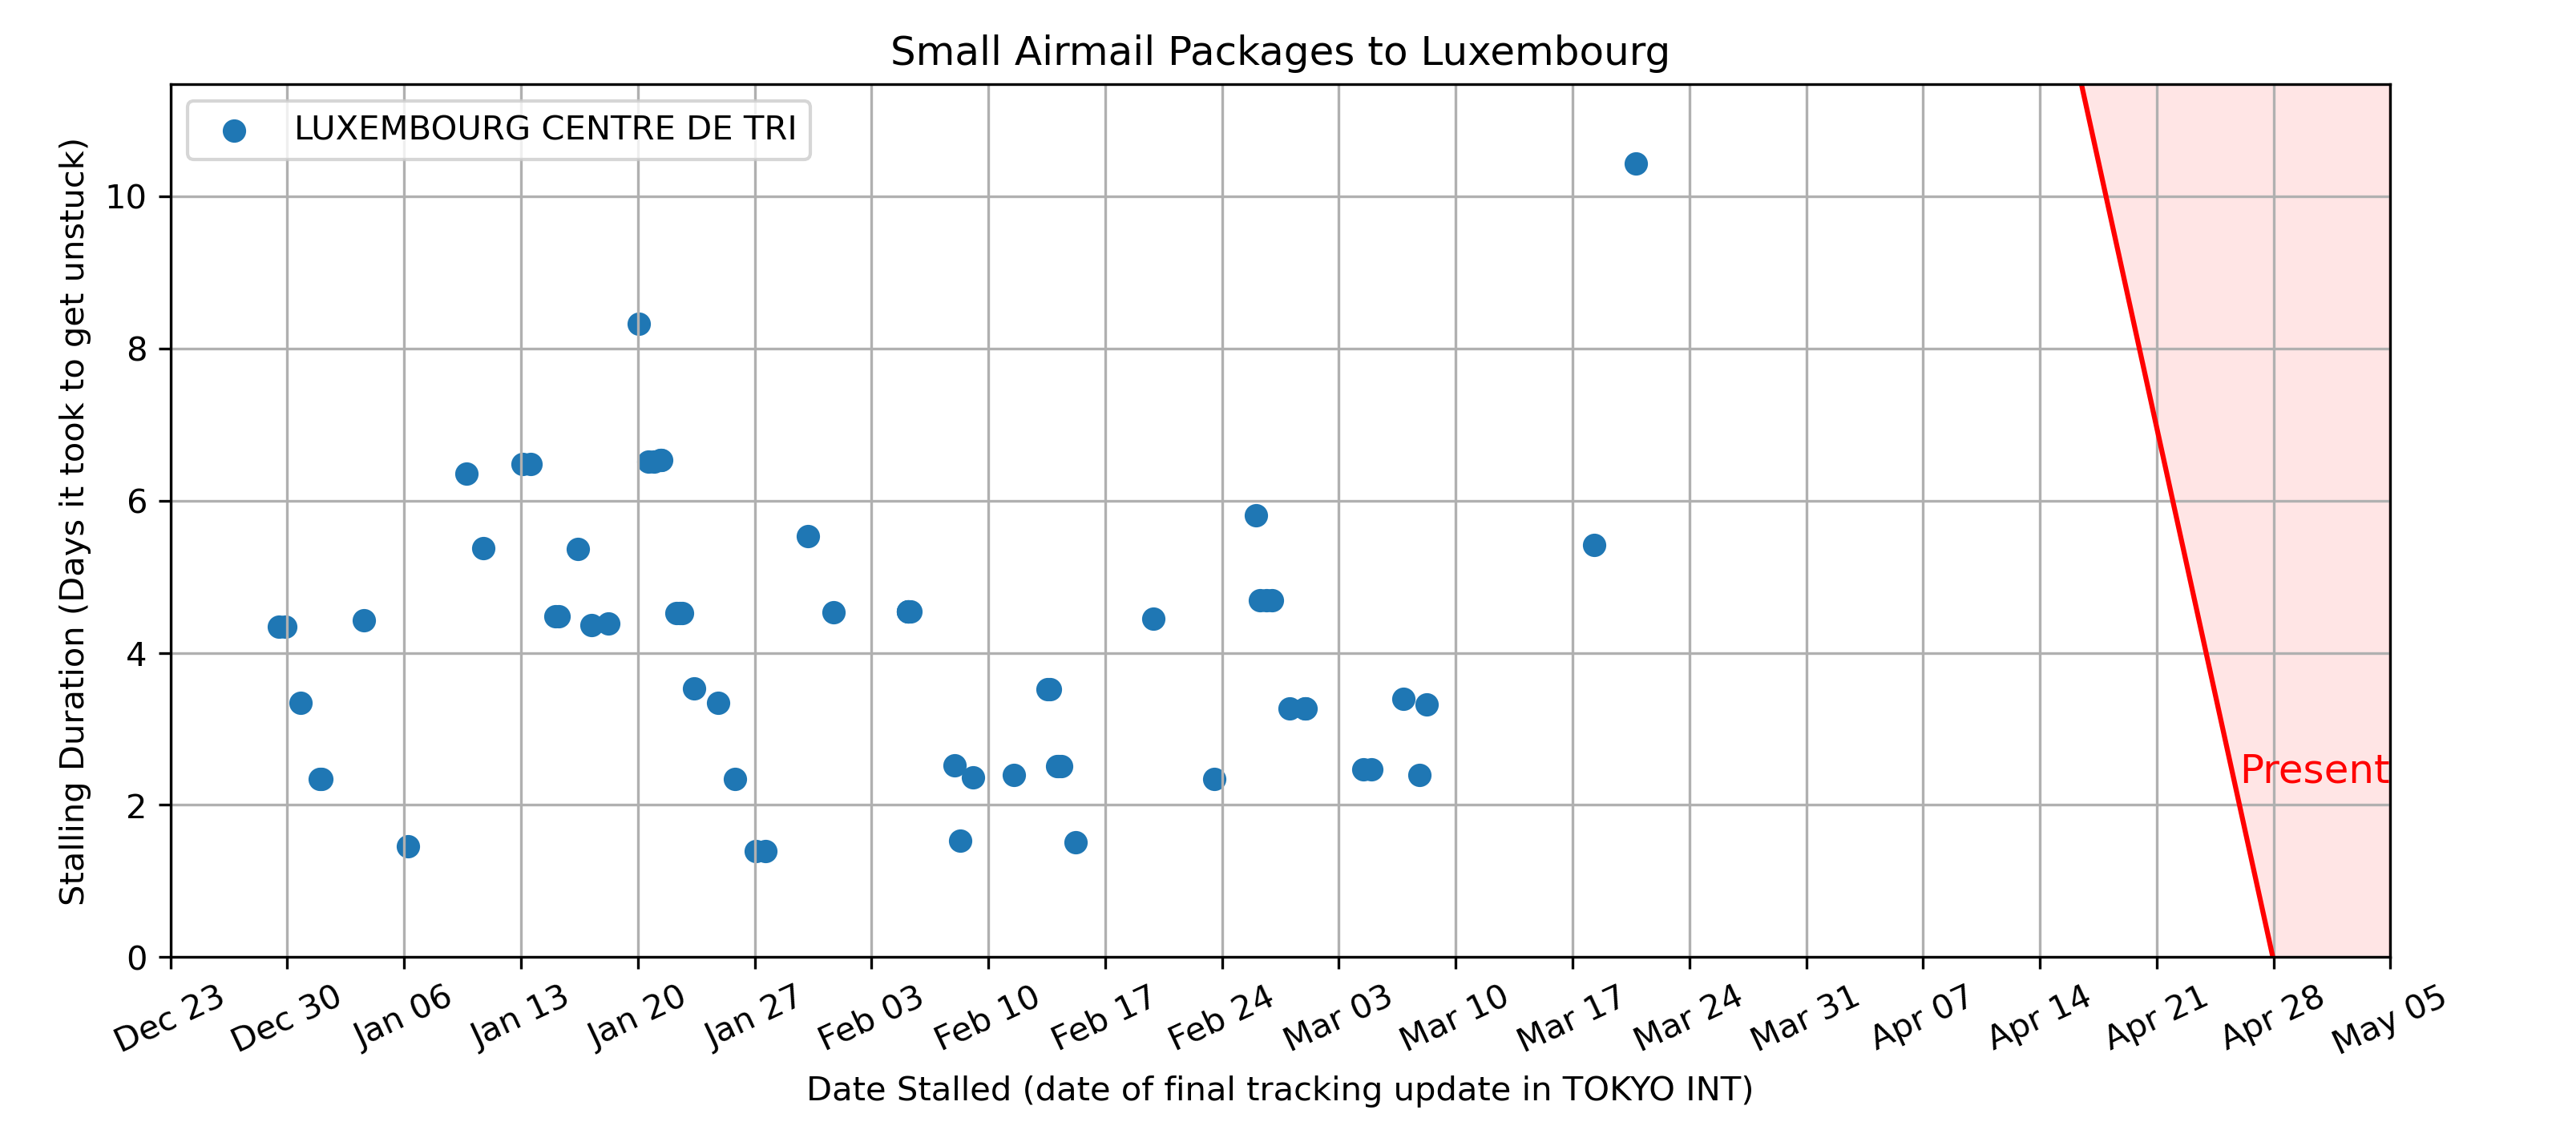 Small Airmail Packages to Luxembourg
LUXEMBOURG CENTRE DE TRI
Stalling Duration (Days it took to get unstuck)
10
8
6
4
2
0
Present
Dec 23
Dec 30
Jan 06
Jan 13
Jan 20
Jan 27
Feb 03
Feb 10
Feb 17
Feb 24
Mar 03
Mar 10
Mar 17
Mar 24
Mar 31
Apr 07
Apr 14
Apr 21
Apr 28
May 05
Date Stalled (date of final tracking update in TOKYO INT)